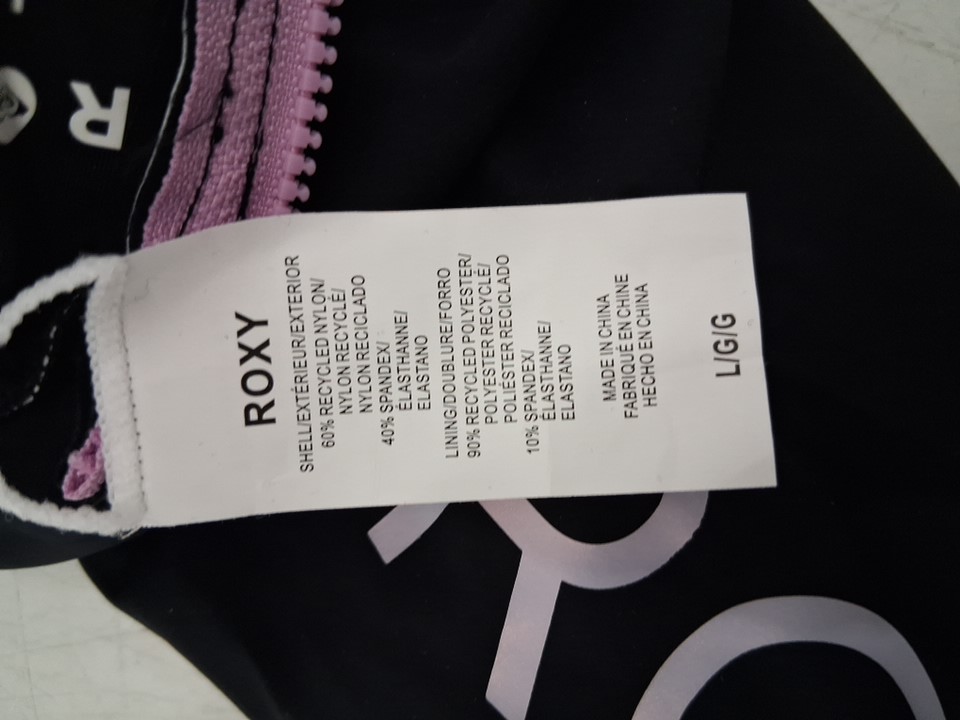 ROXY
SHELL/EXTÉRIEUR/EXTERIOR
60% RECYCLED NYLON/
NYLON RECYCLÉ/
NYLON RECICLADO
40% SPANDEX/
ÉLASTHANNE/
ELASTANO
LINING/DOUBLURE/FORRO
90% RECYCLED POLYESTER/
POLYESTER RECYCLÉ/
POLIÉSTER RECICLADO
10% SPANDEX/
ÉLASTHANNE/
ELASTANO
MADE IN CHINA
FABRIQUÉ EN CHINE
HECHO EN CHINA
L/G/G
R
R